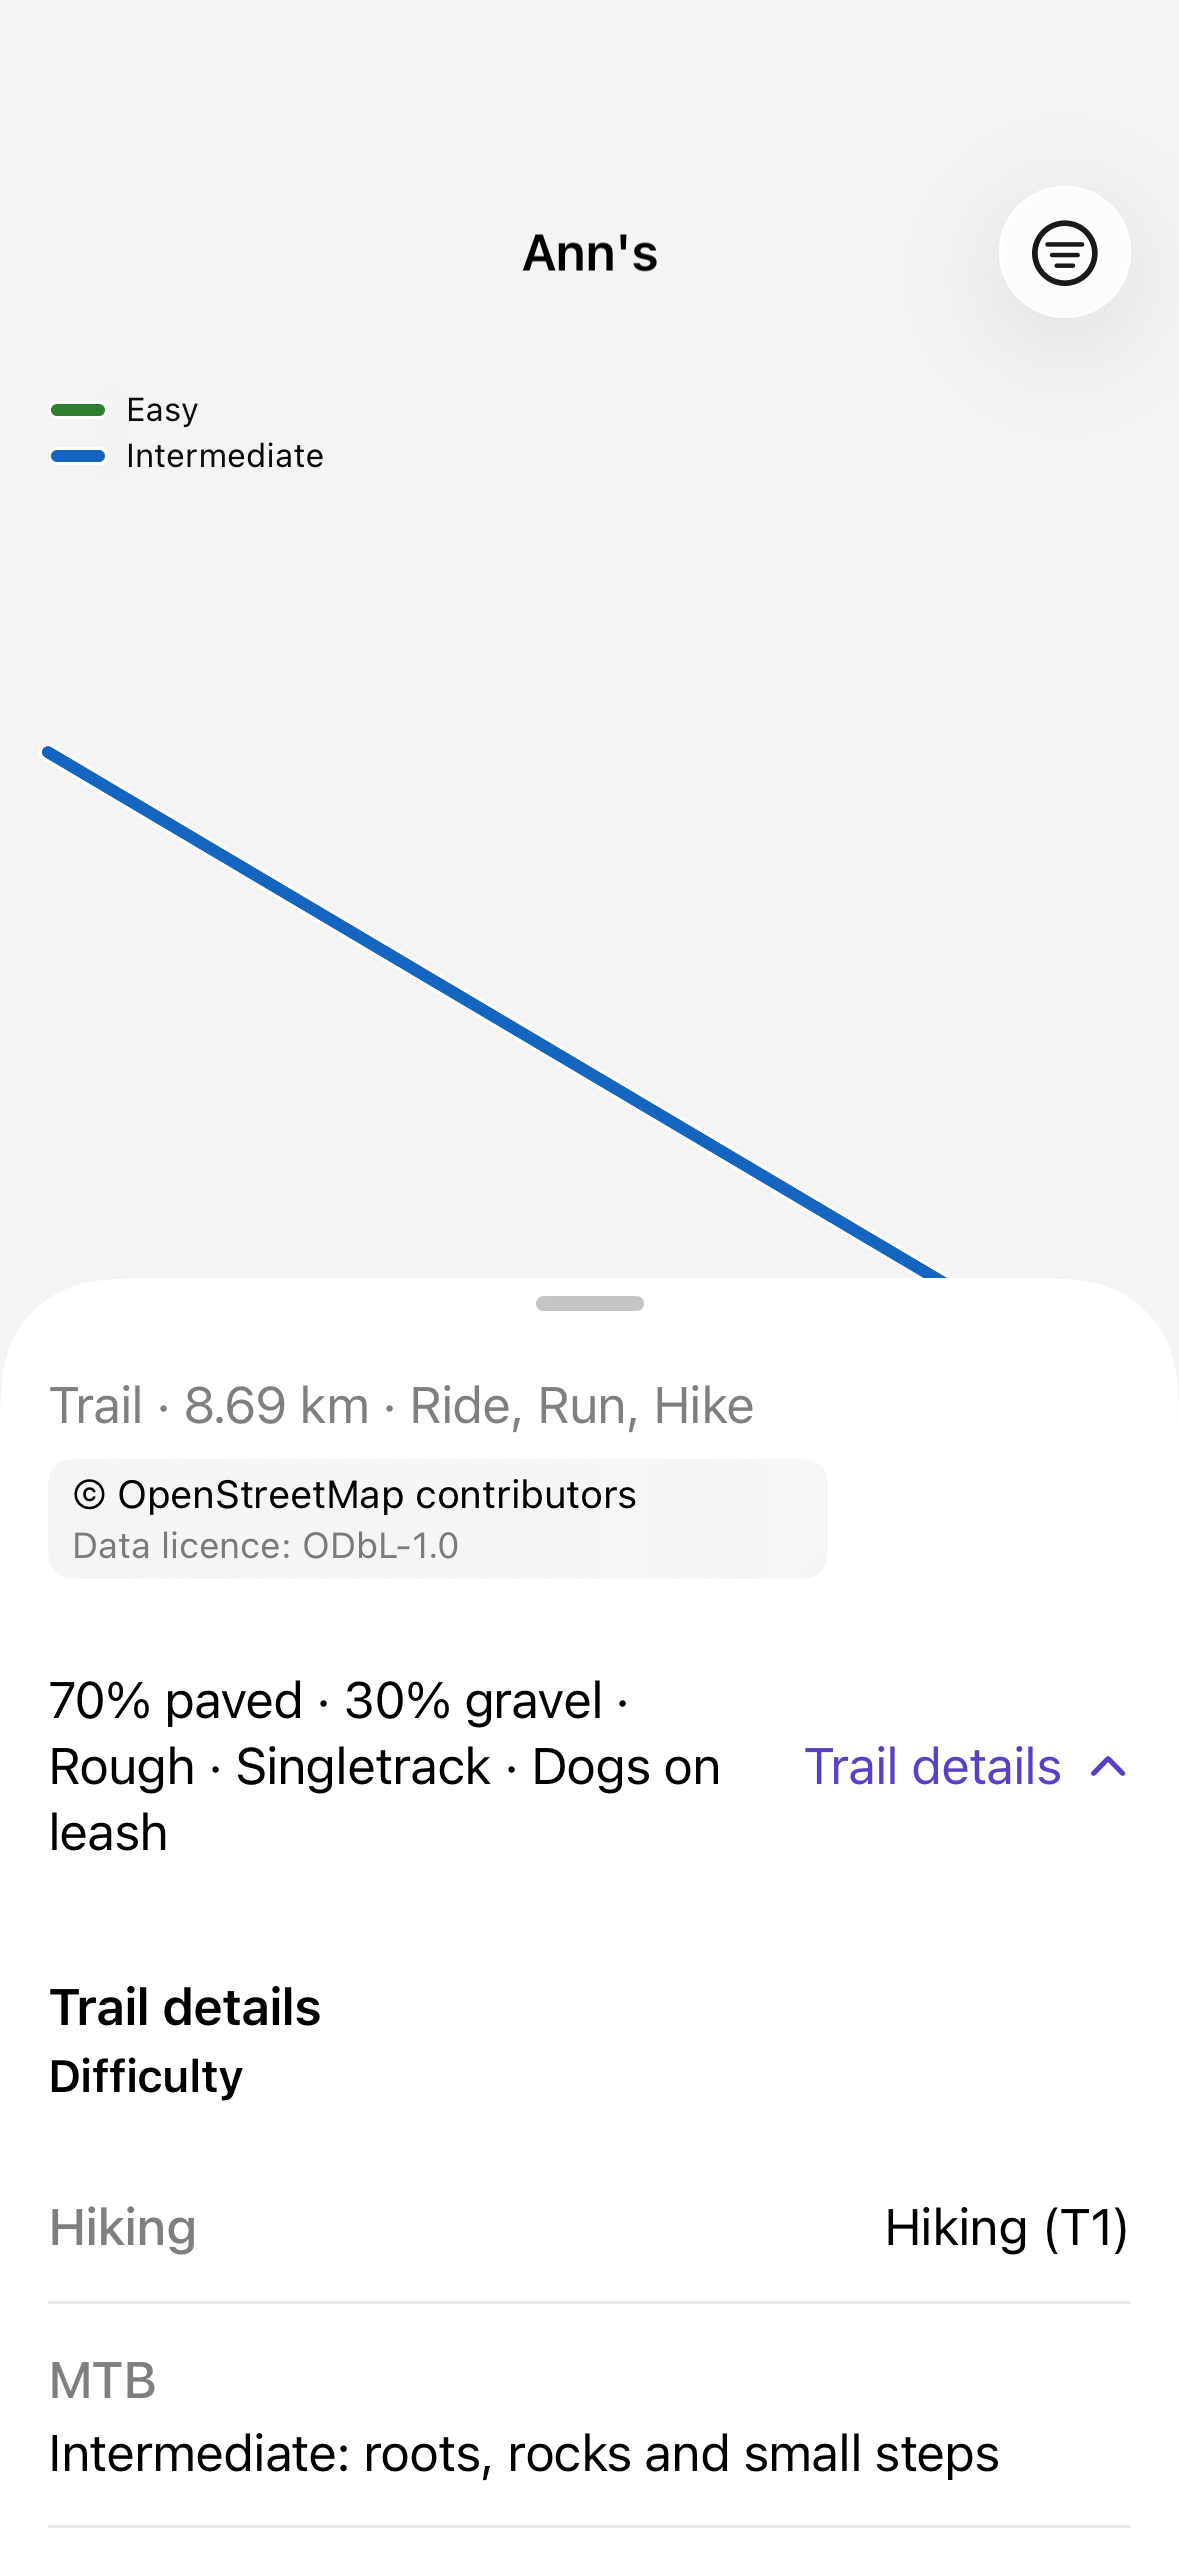 Ann's
Easy
Intermediate
Trail · 8.69 km · Ride, Run, Hike
© OpenStreetMap contributors
Data licence: ODbL-1.0
70% paved · 30% gravel ·
Rough · Singletrack · Dogs on
leash
Trail details
Trail details
Difficulty
Hiking
Hiking (T1)
MTB
Intermediate: roots, rocks and small steps